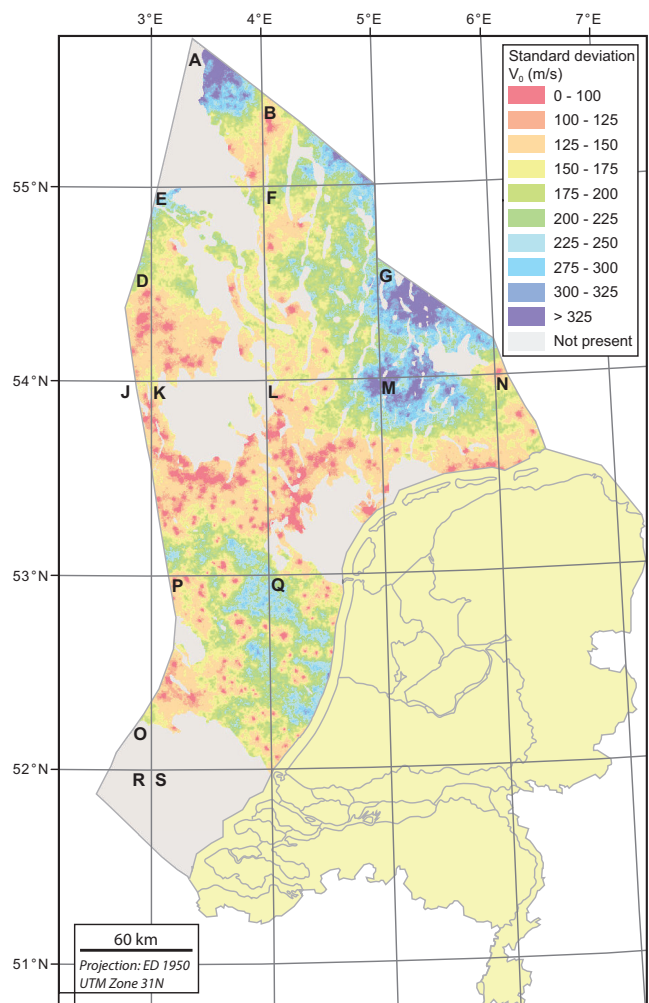 3°E 4°E 5°E 6°E 7°E
Standard deviation
V₀ (m/s)
0 - 100
100 - 125
125 - 150
150 - 175
175 - 200
200 - 225
225 - 250
275 - 300
300 - 325
> 325
Not present
A
B
55°N
E F
G
D
54°N
J K L M N
53°N
P Q
O
52°N
R S
51°N
60 km
Projection: ED 1950
UTM Zone 31N